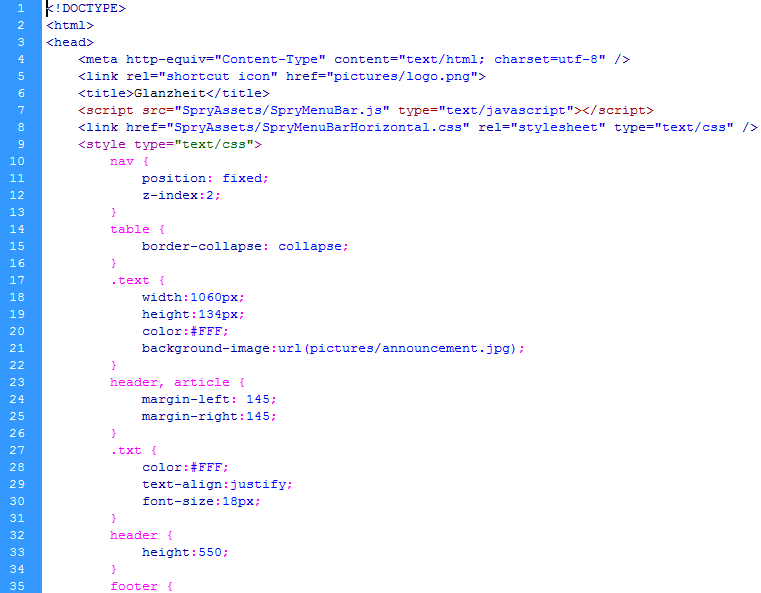 1 <!DOCTYPE>
2 <html>
3 <head>
4 <meta http-equiv="Content-Type" content="text/html; charset=utf-8" />
5 <link rel="shortcut icon" href="pictures/logo.png">
6 <title>Glanzheit</title>
7 <script src="SpryAssets/SpryMenuBar.js" type="text/javascript"></script>
8 <link href="SpryAssets/SpryMenuBarHorizontal.css" rel="stylesheet" type="text/css" />
9 <style type="text/css">
10 nav {
11 position: fixed;
12 z-index:2;
13 }
14 table {
15 border-collapse: collapse;
16 }
17 .text {
18 width:1060px;
19 height:134px;
20 color:#FFF;
21 background-image:url(pictures/announcement.jpg);
22 }
23 header, article {
24 margin-left: 145;
25 margin-right:145;
26 }
27 .txt {
28 color:#FFF;
29 text-align:justify;
30 font-size:18px;
31 }
32 header {
33 height:550;
34 }
35 footer {